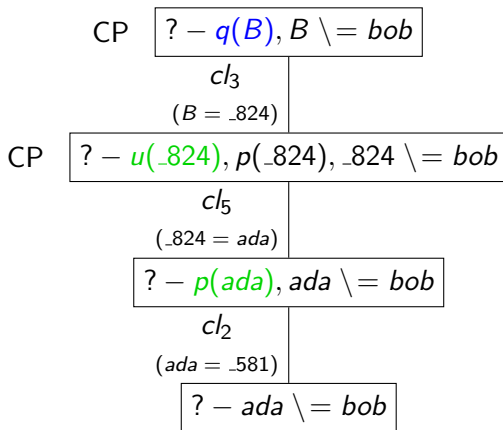 CP ? − q(B), B \= bob
cl3
(B = _824)
CP ? − u(_824), p(_824), _824 \= bob
cl5
(_824 = ada)
? − p(ada), ada \= bob
cl2
(ada = _581)
? − ada \= bob